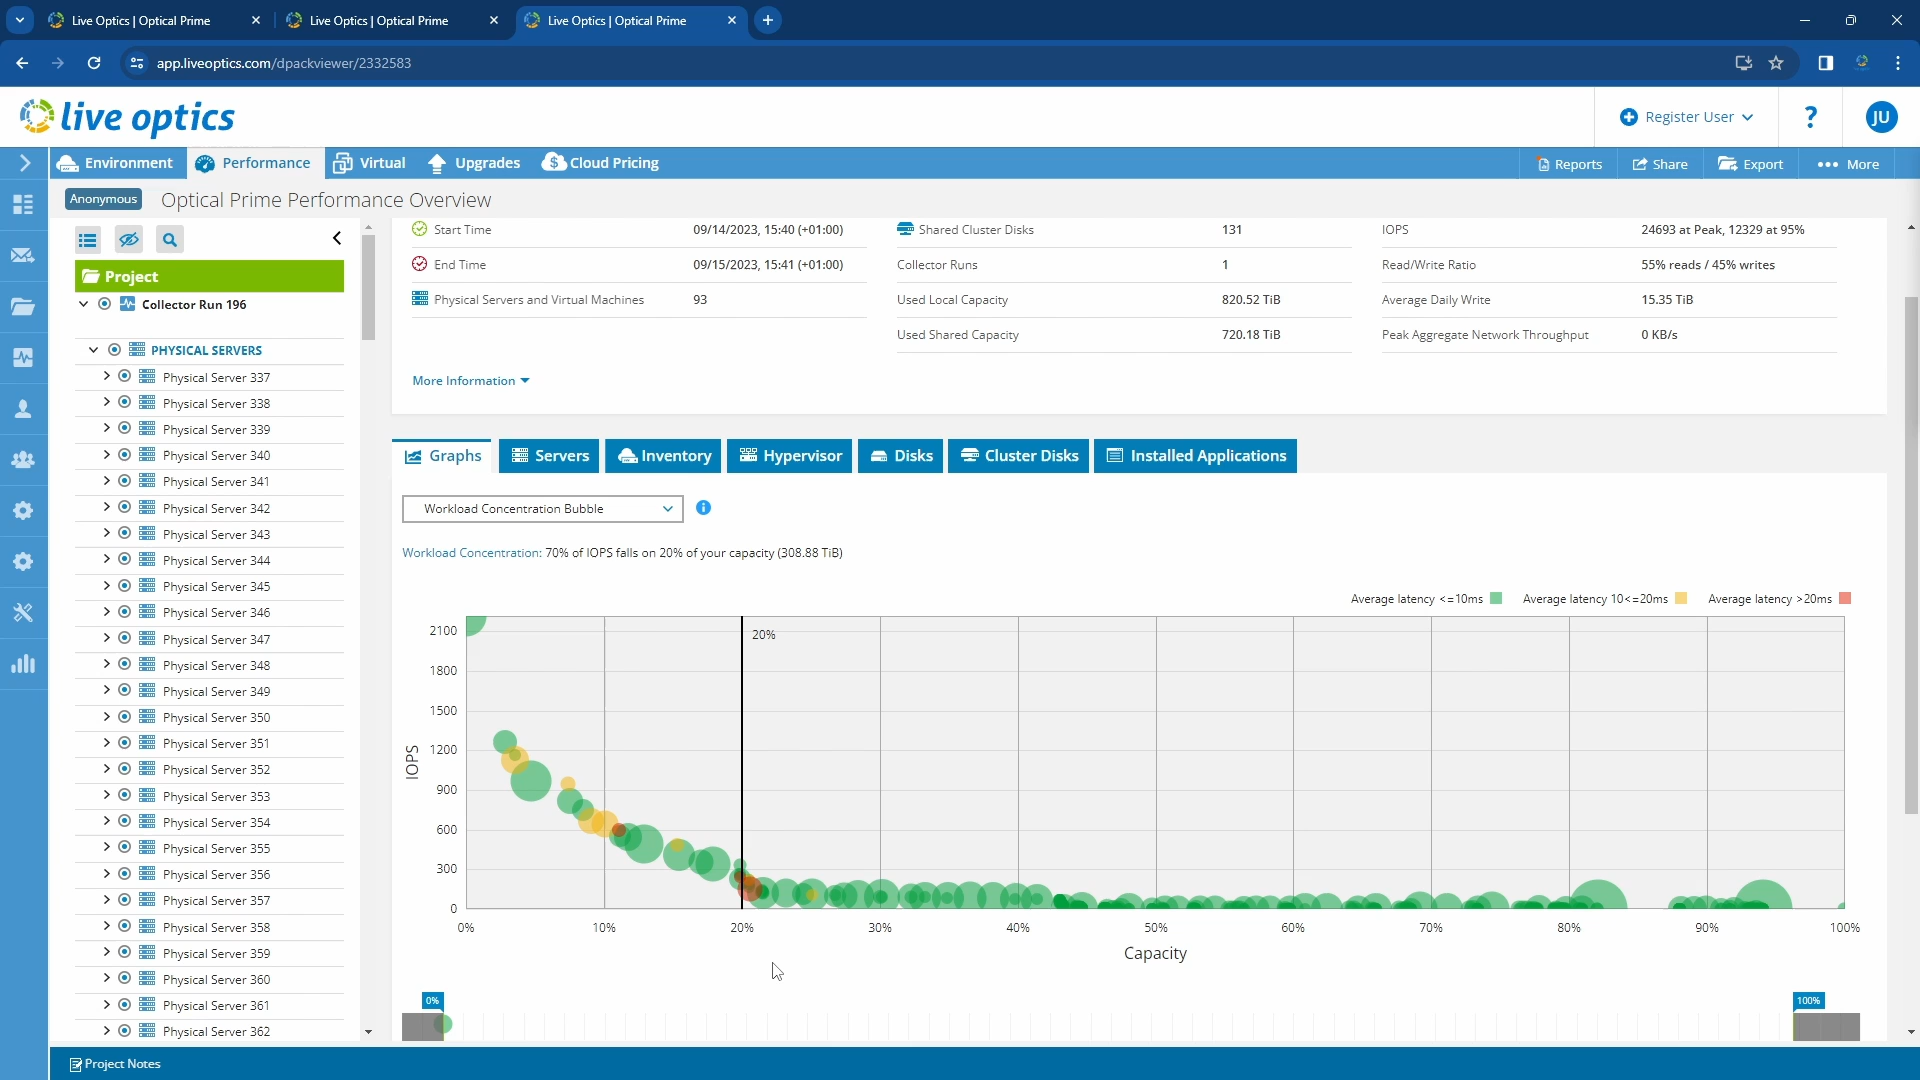 Live Optics | Optical Prime
Live Optics | Optical Prime
Live Optics | Optical Prime
app.liveoptics.com/dpackviewer/2332583
live optics
Register User
?
JU
Environment
Performance
Virtual
Upgrades
Cloud Pricing
Reports
Share
Export
More
Anonymous
Optical Prime Performance Overview
Project
Collector Run 196
PHYSICAL SERVERS
Physical Server 337
Physical Server 338
Physical Server 339
Physical Server 340
Physical Server 341
Physical Server 342
Physical Server 343
Physical Server 344
Physical Server 345
Physical Server 346
Physical Server 347
Physical Server 348
Physical Server 349
Physical Server 350
Physical Server 351
Physical Server 352
Physical Server 353
Physical Server 354
Physical Server 355
Physical Server 356
Physical Server 357
Physical Server 358
Physical Server 359
Physical Server 360
Physical Server 361
Physical Server 362
Start Time 09/14/2023, 15:40 (+01:00)
End Time 09/15/2023, 15:41 (+01:00)
Physical Servers and Virtual Machines 93
Shared Cluster Disks 131
Collector Runs 1
Used Local Capacity 820.52 TiB
Used Shared Capacity 720.18 TiB
IOPS 24693 at Peak, 12329 at 95%
Read/Write Ratio 55% reads / 45% writes
Average Daily Write 15.35 TiB
Peak Aggregate Network Throughput 0 KB/s
More Information
Graphs
Servers
Inventory
Hypervisor
Disks
Cluster Disks
Installed Applications
Workload Concentration Bubble
Workload Concentration: 70% of IOPS falls on 20% of your capacity (308.88 TiB)
Average latency <=10ms
Average latency 10<=20ms
Average latency >20ms
20%
2100
1800
1500
1200
900
600
300
0
IOPS
0% 10% 20% 30% 40% 50% 60% 70% 80% 90% 100%
Capacity
0%
100%
Project Notes